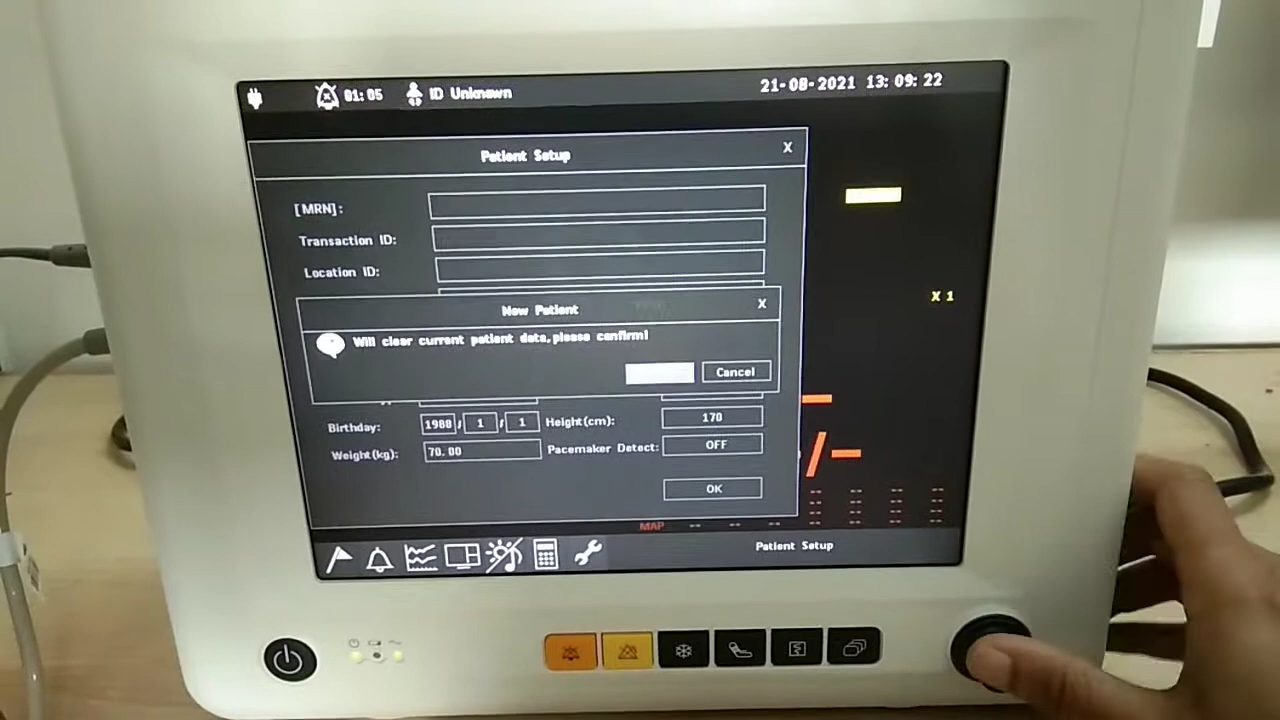 01:05 ID Unknown 21-08-2021 13:09:22
Patient Setup X
[MRN]:
Transaction ID:
Location ID:
X 1
New Patient X
Will clear current patient data,please confirm!
Cancel
Birthday: 1988 / 1 / 1 Height(cm): 170
Weight(kg): 70.00 Pacemaker Detect: OFF
OK
MAP -- -- -- -- -- -- --
Patient Setup